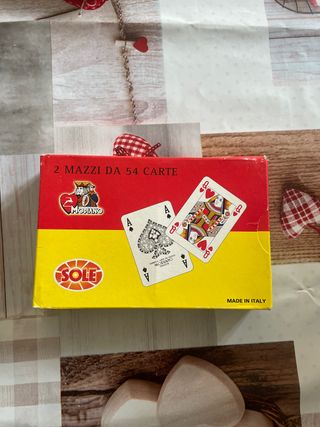 2 MAZZI DA 54 CARTE
MODIANO
A
A
Q
Q
SOLE
MADE IN ITALY